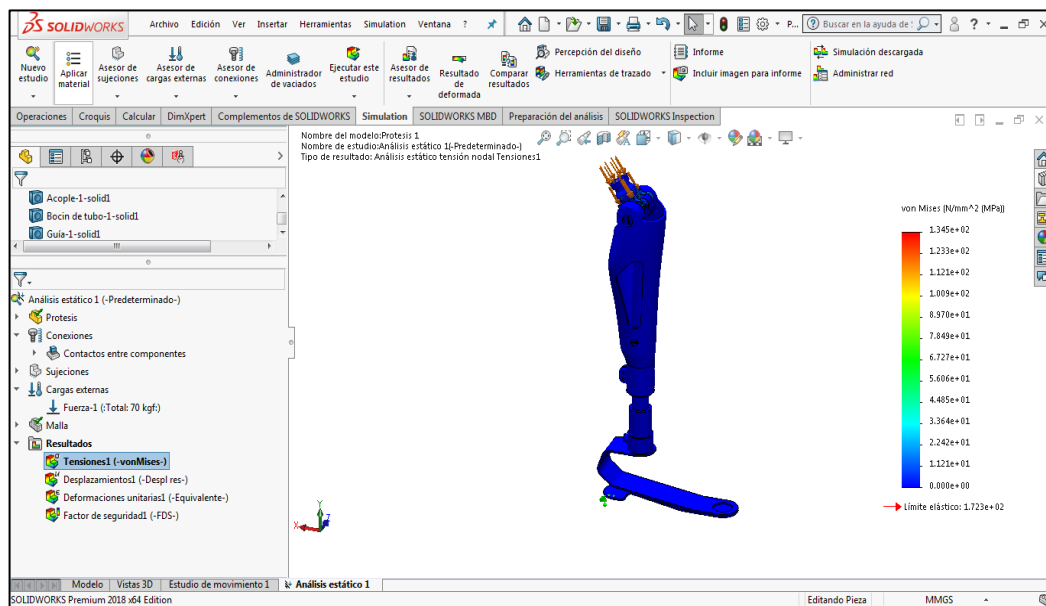 SOLIDWORKS
Archivo Edición Ver Insertar Herramientas Simulation Ventana ?
P...
Buscar en la ayuda de
Nuevo estudio
Aplicar material
Asesor de sujeciones
Asesor de cargas externas
Asesor de conexiones
Administrador de vaciados
Ejecutar este estudio
Asesor de resultados
Resultado de deformada
Comparar resultados
Percepción del diseño
Herramientas de trazado
Informe
Incluir imagen para informe
Simulación descargada
Administrar red
Operaciones Croquis Calcular DimXpert Complementos de SOLIDWORKS Simulation SOLIDWORKS MBD Preparación del análisis SOLIDWORKS Inspection
Acople-1-solid1
Bocin de tubo-1-solid1
Guía-1-solid1
Análisis estático 1 (-Predeterminado-)
Protesis
Conexiones
Contactos entre componentes
Sujeciones
Cargas externas
Fuerza-1 (:Total: 70 kgf:)
Malla
Resultados
Tensiones1 (-vonMises-)
Desplazamientos1 (-Despl res-)
Deformaciones unitarias1 (-Equivalente-)
Factor de seguridad1 (-FDS-)
Nombre del modelo:Protesis 1
Nombre de estudio:Análisis estático 1(-Predeterminado-)
Tipo de resultado: Análisis estático tensión nodal Tensiones1
von Mises (N/mm^2 (MPa))
1.345e+02
1.233e+02
1.121e+02
1.009e+02
8.970e+01
7.849e+01
6.727e+01
5.606e+01
4.485e+01
3.364e+01
2.242e+01
1.121e+01
0.000e+00
Límite elástico: 1.723e+02
Y
X
Z
Modelo Vistas 3D Estudio de movimiento 1 Análisis estático 1
SOLIDWORKS Premium 2018 x64 Edition
Editando Pieza
MMGS